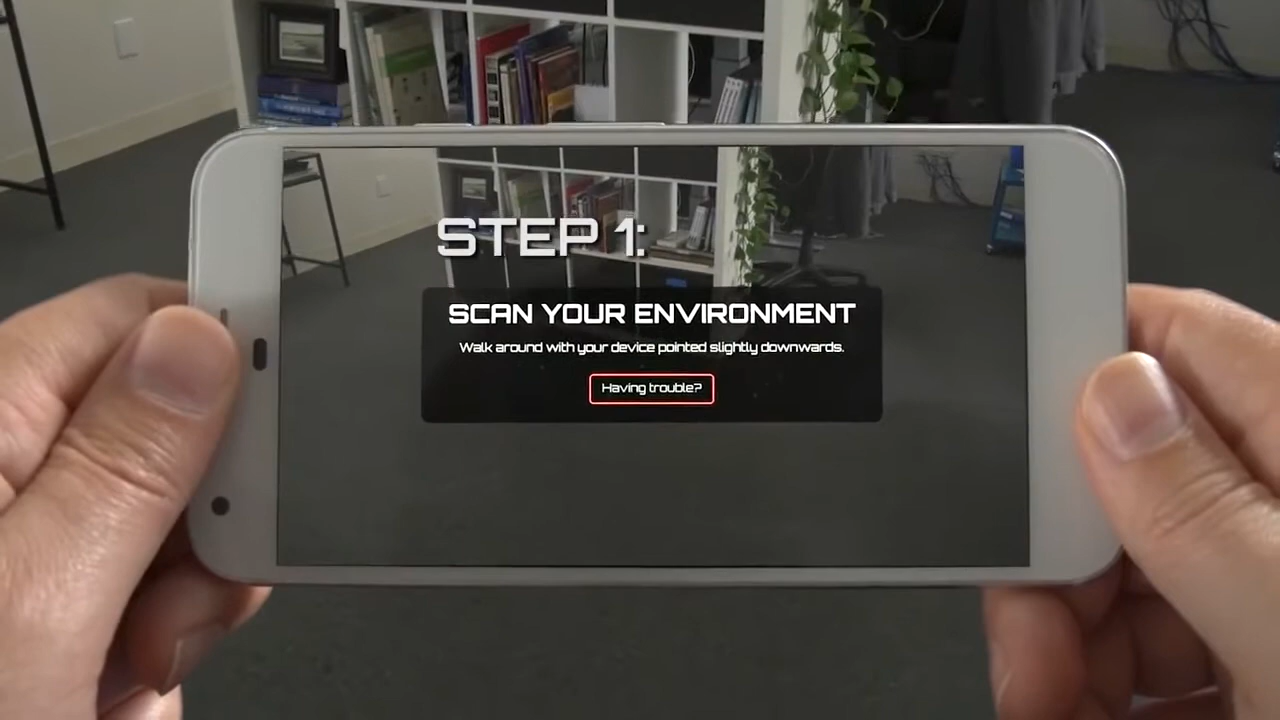 STEP 1:
SCAN YOUR ENVIRONMENT
Walk around with your device pointed slightly downwards.
Having trouble?